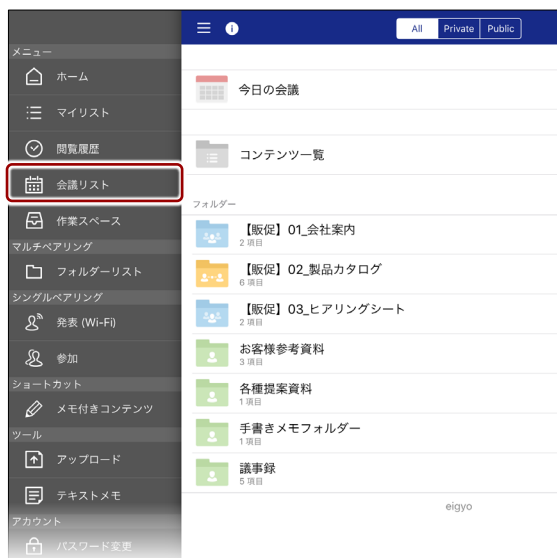 メニュー
ホーム
マイリスト
閲覧履歴
会議リスト
作業スペース
マルチペアリング
フォルダーリスト
シングルペアリング
発表 (Wi-Fi)
参加
ショートカット
メモ付きコンテンツ
ツール
アップロード
テキストメモ
アカウント
パスワード変更
All Private Public
今日の会議
コンテンツ一覧
フォルダー
【販促】01_会社案内
2 項目
【販促】02_製品カタログ
6 項目
【販促】03_ヒアリングシート
2 項目
お客様参考資料
3 項目
各種提案資料
1 項目
手書きメモフォルダー
1 項目
議事録
5 項目
eigyo